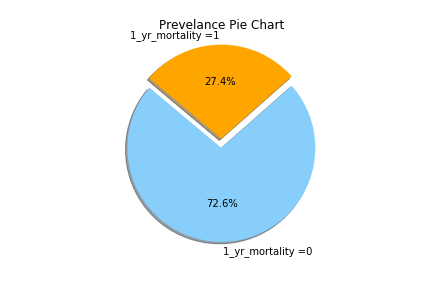 Prevelance Pie Chart
1_yr_mortality =1
27.4%
72.6%
1_yr_mortality =0